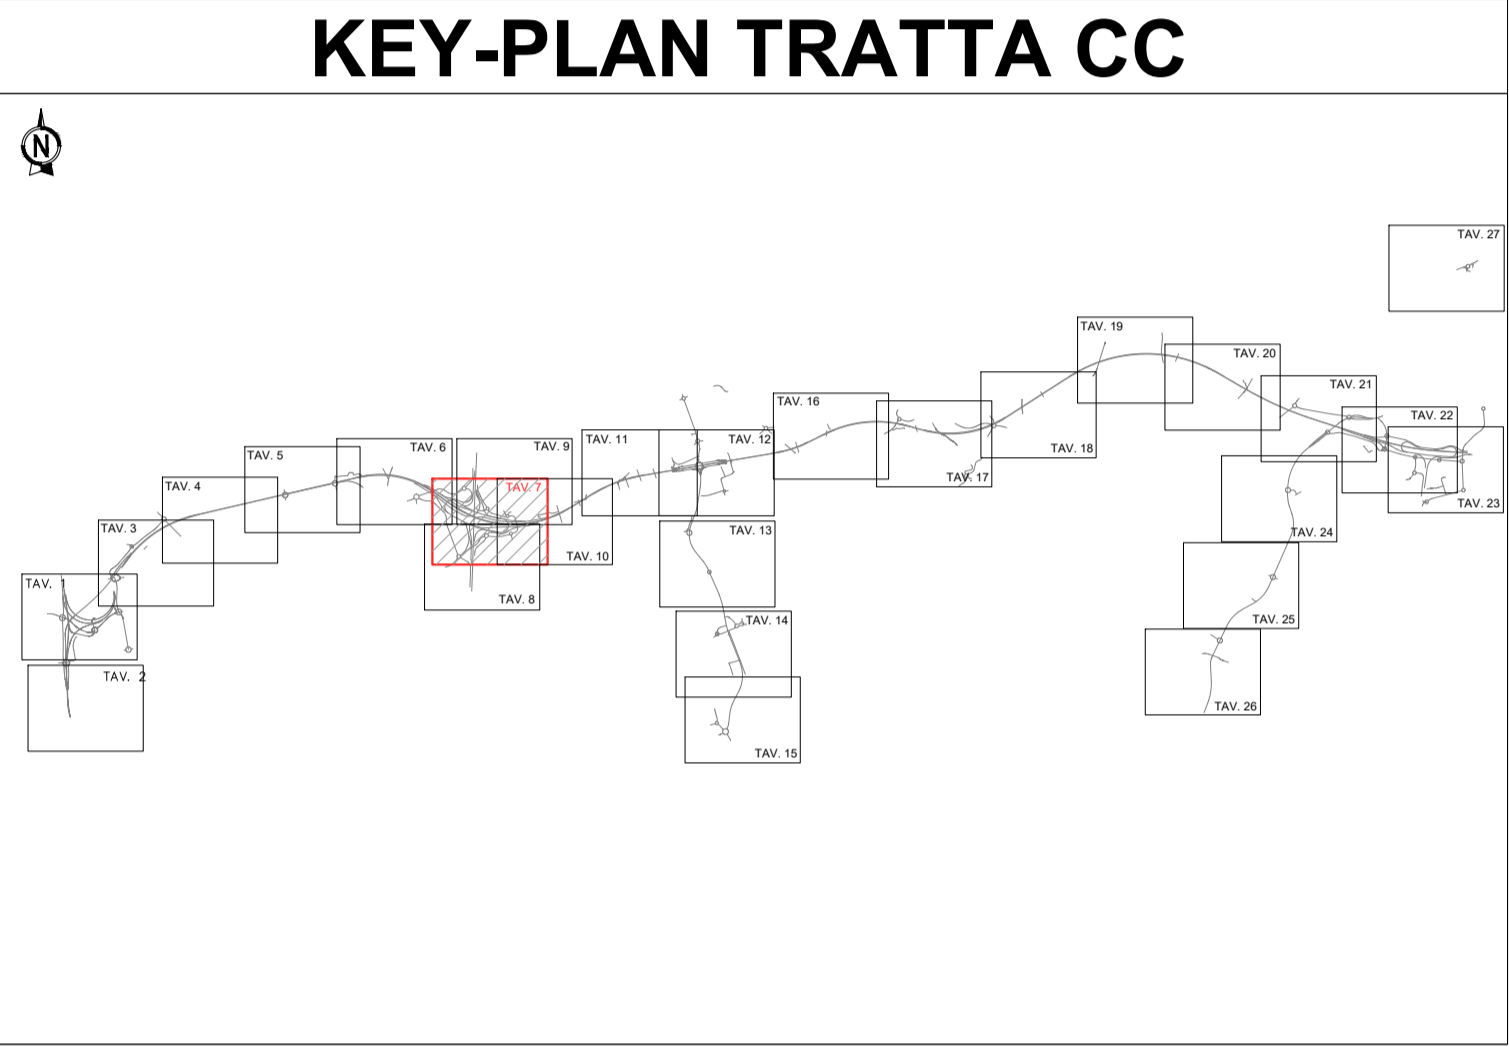 KEY-PLAN TRATTA CC
N
TAV. 27
TAV. 19
TAV. 20
TAV. 21
TAV. 16
TAV. 22
TAV. 11
TAV. 12
TAV. 6
TAV. 9
TAV. 18
TAV. 5
TAV. 17
TAV. 4
TAV. 7
TAV. 23
TAV. 3
TAV. 13
TAV. 24
TAV. 10
TAV. 1
TAV. 8
TAV. 14
TAV. 25
TAV. 2
TAV. 26
TAV. 15